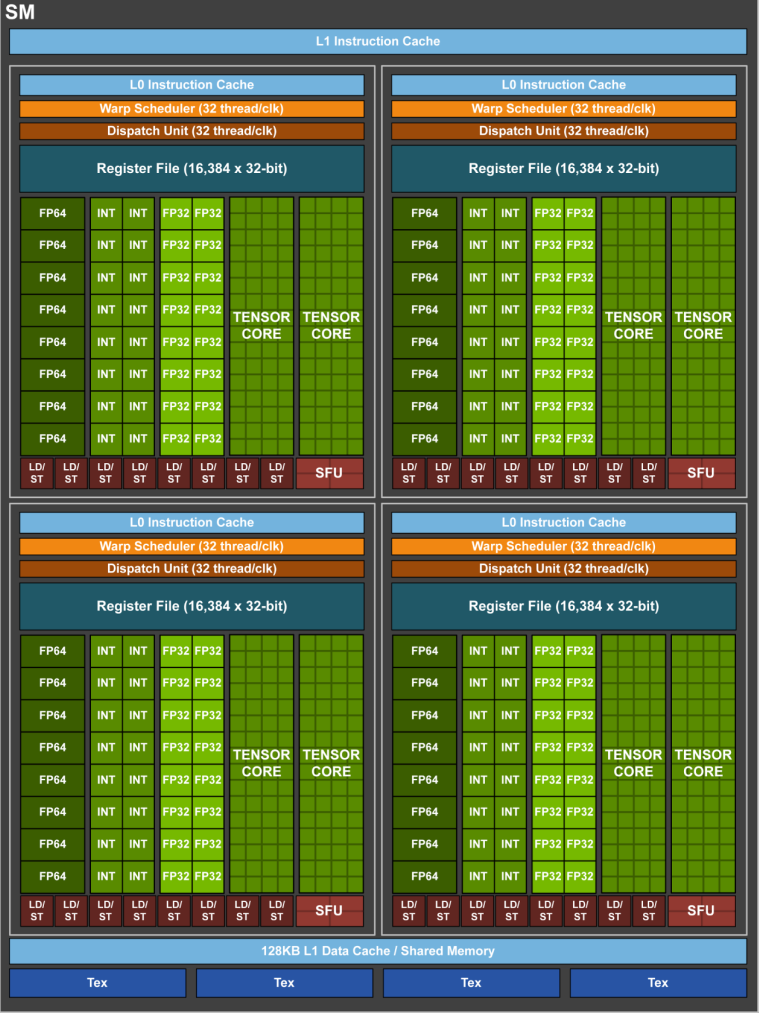 SM
L1 Instruction Cache
L0 Instruction Cache
Warp Scheduler (32 thread/clk)
Dispatch Unit (32 thread/clk)
Register File (16,384 x 32-bit)
FP64 INT INT FP32 FP32
FP64 INT INT FP32 FP32
FP64 INT INT FP32 FP32
FP64 INT INT FP32 FP32 TENSOR CORE TENSOR CORE
FP64 INT INT FP32 FP32
FP64 INT INT FP32 FP32
FP64 INT INT FP32 FP32
FP64 INT INT FP32 FP32
LD/ST LD/ST LD/ST LD/ST LD/ST LD/ST LD/ST LD/ST SFU
L0 Instruction Cache
Warp Scheduler (32 thread/clk)
Dispatch Unit (32 thread/clk)
Register File (16,384 x 32-bit)
FP64 INT INT FP32 FP32
FP64 INT INT FP32 FP32
FP64 INT INT FP32 FP32
FP64 INT INT FP32 FP32 TENSOR CORE TENSOR CORE
FP64 INT INT FP32 FP32
FP64 INT INT FP32 FP32
FP64 INT INT FP32 FP32
FP64 INT INT FP32 FP32
LD/ST LD/ST LD/ST LD/ST LD/ST LD/ST LD/ST LD/ST SFU
L0 Instruction Cache
Warp Scheduler (32 thread/clk)
Dispatch Unit (32 thread/clk)
Register File (16,384 x 32-bit)
FP64 INT INT FP32 FP32
FP64 INT INT FP32 FP32
FP64 INT INT FP32 FP32
FP64 INT INT FP32 FP32 TENSOR CORE TENSOR CORE
FP64 INT INT FP32 FP32
FP64 INT INT FP32 FP32
FP64 INT INT FP32 FP32
FP64 INT INT FP32 FP32
LD/ST LD/ST LD/ST LD/ST LD/ST LD/ST LD/ST LD/ST SFU
L0 Instruction Cache
Warp Scheduler (32 thread/clk)
Dispatch Unit (32 thread/clk)
Register File (16,384 x 32-bit)
FP64 INT INT FP32 FP32
FP64 INT INT FP32 FP32
FP64 INT INT FP32 FP32
FP64 INT INT FP32 FP32 TENSOR CORE TENSOR CORE
FP64 INT INT FP32 FP32
FP64 INT INT FP32 FP32
FP64 INT INT FP32 FP32
FP64 INT INT FP32 FP32
LD/ST LD/ST LD/ST LD/ST LD/ST LD/ST LD/ST LD/ST SFU
128KB L1 Data Cache / Shared Memory
Tex Tex Tex Tex